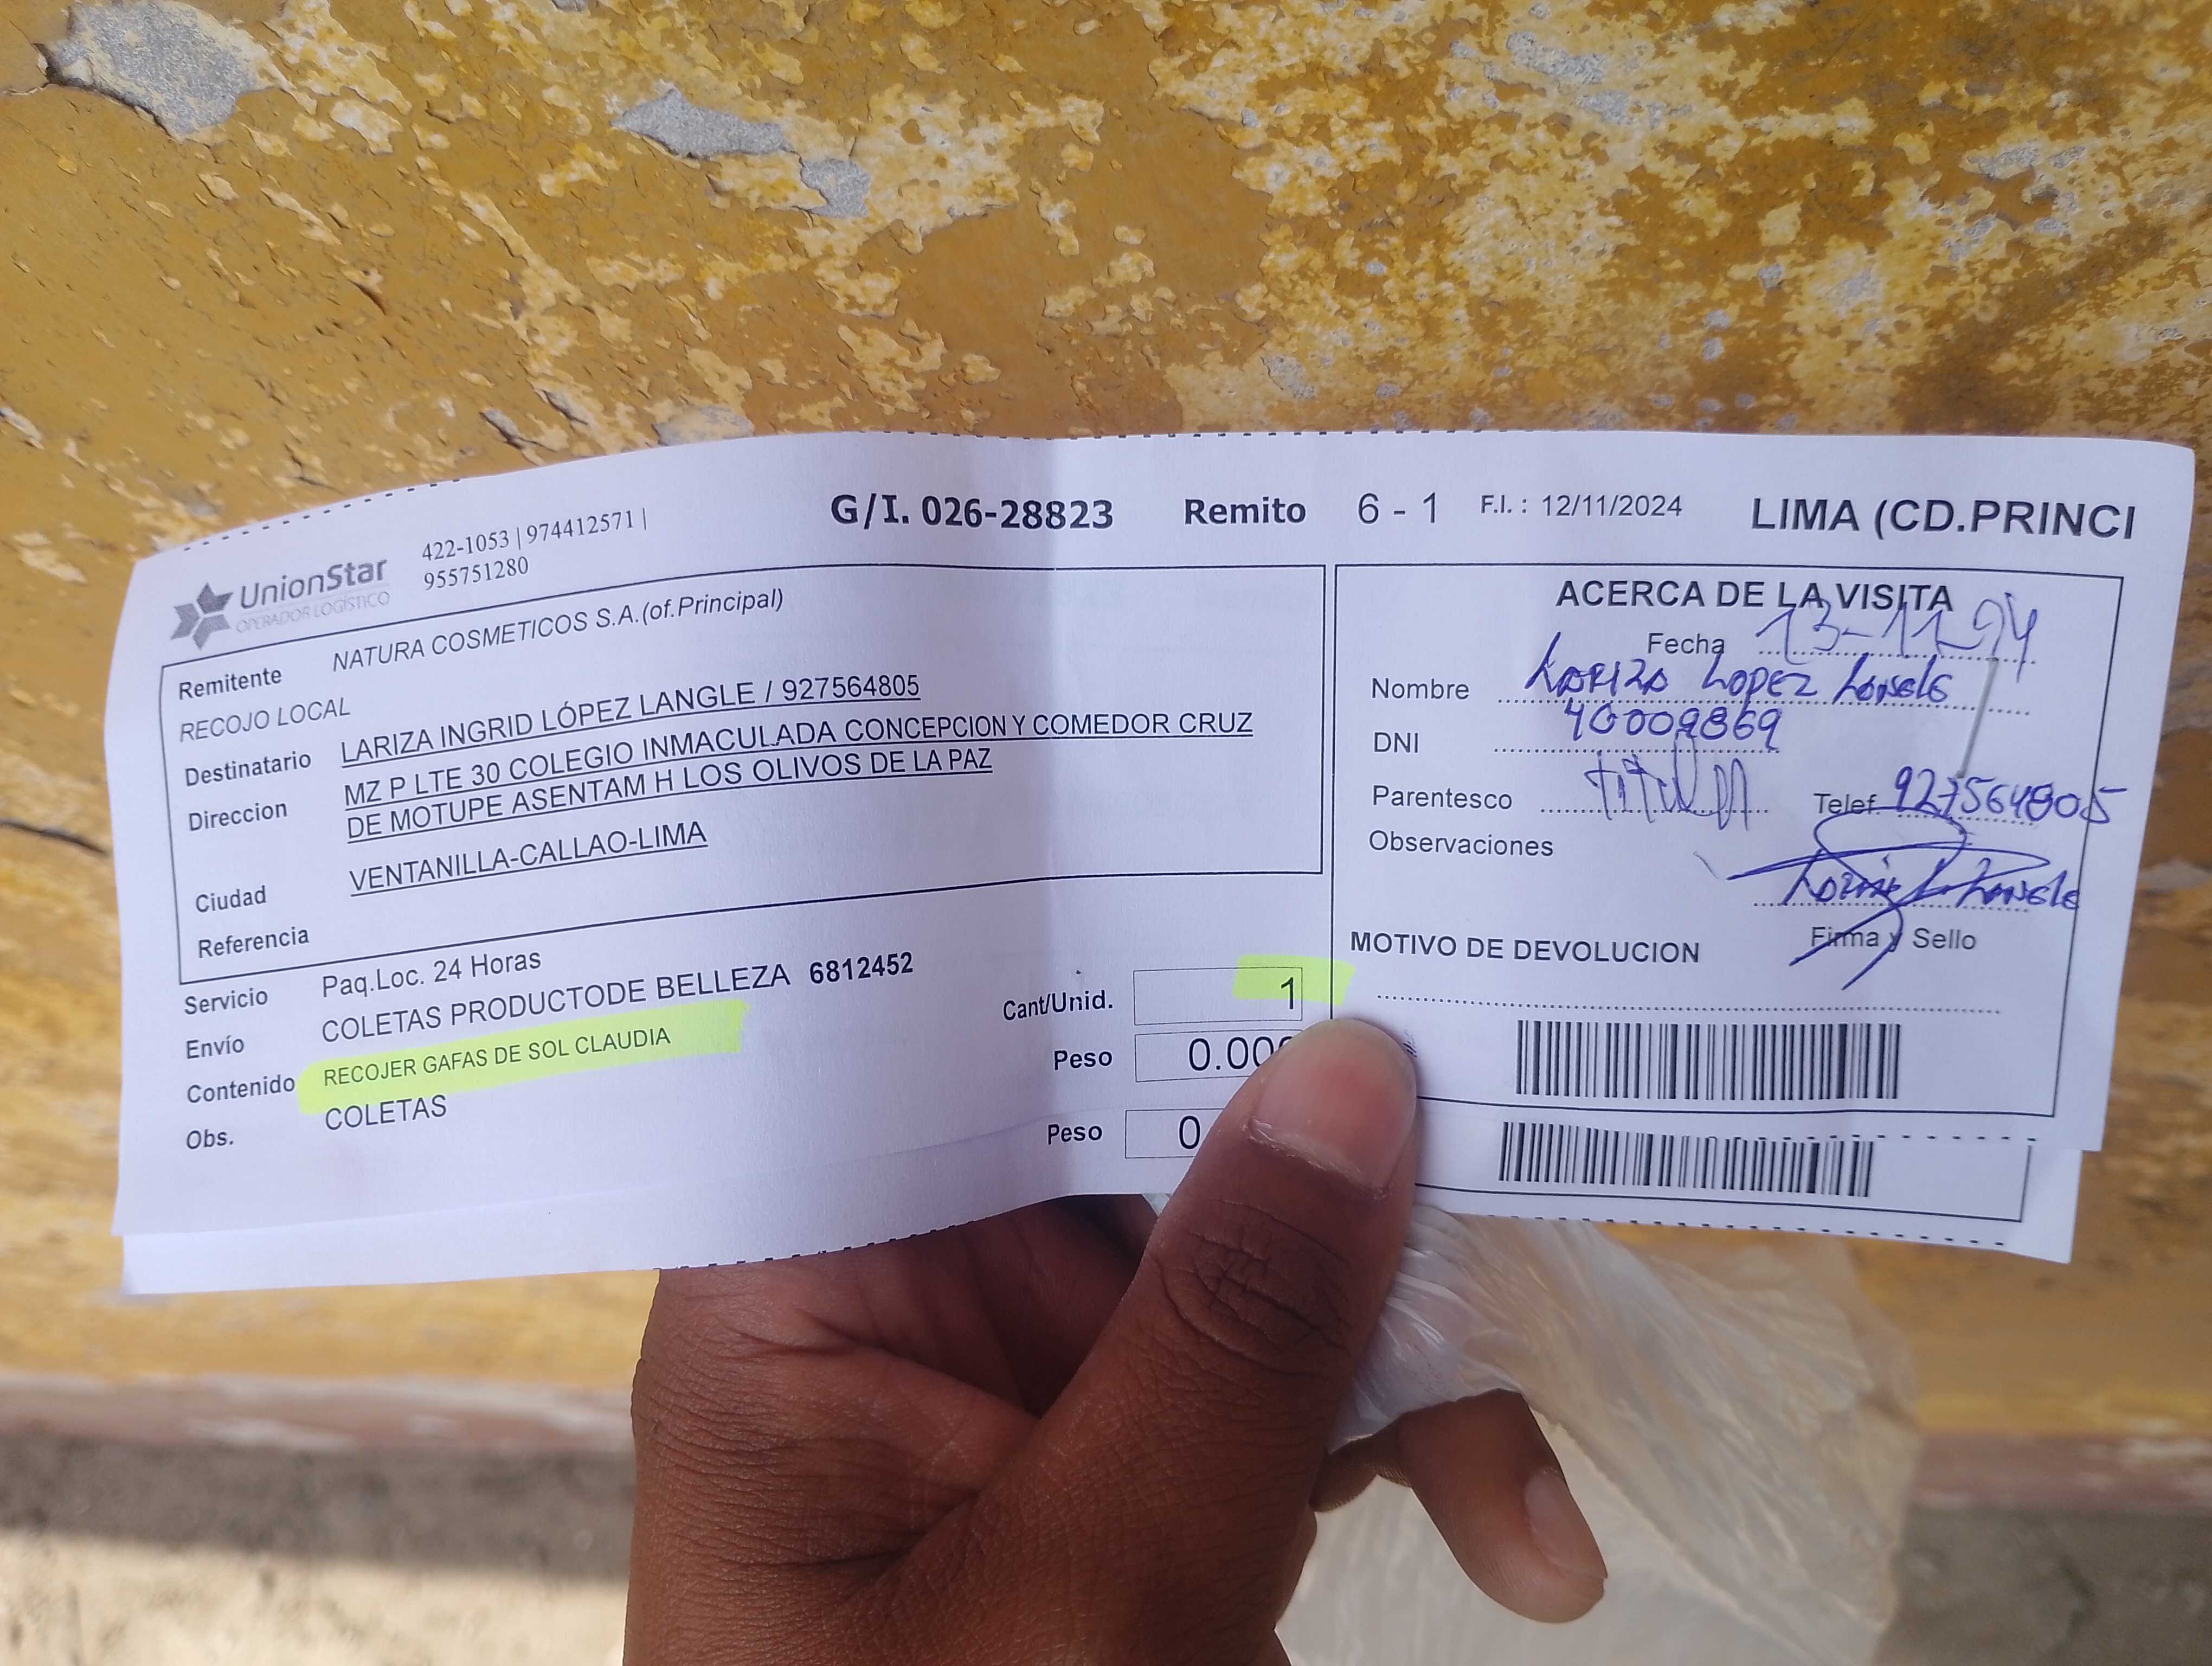 UnionStar
OPERADOR LOGÍSTICO
422-1053 | 974412571 |
955751280
G/I. 026-28823 Remito 6 - 1 F.I. : 12/11/2024 LIMA (CD.PRINCI
Remitente NATURA COSMETICOS S.A.(of.Principal)
RECOJO LOCAL
Destinatario LARIZA INGRID LÓPEZ LANGLE / 927564805
Direccion MZ P LTE 30 COLEGIO INMACULADA CONCEPCION Y COMEDOR CRUZ
DE MOTUPE ASENTAM H LOS OLIVOS DE LA PAZ
Ciudad VENTANILLA-CALLAO-LIMA
Referencia
Servicio Paq.Loc. 24 Horas
Envío COLETAS PRODUCTODE BELLEZA 6812452
Contenido RECOJER GAFAS DE SOL CLAUDIA
Obs. COLETAS
Cant/Unid. 1
Peso 0.00
Peso 0
ACERCA DE LA VISITA
Fecha 13-11-
Nombre LARIZA LOPEZ LANGLE
DNI 40009869
Parentesco
Telef. 927564805
Observaciones
Firma y Sello
MOTIVO DE DEVOLUCION